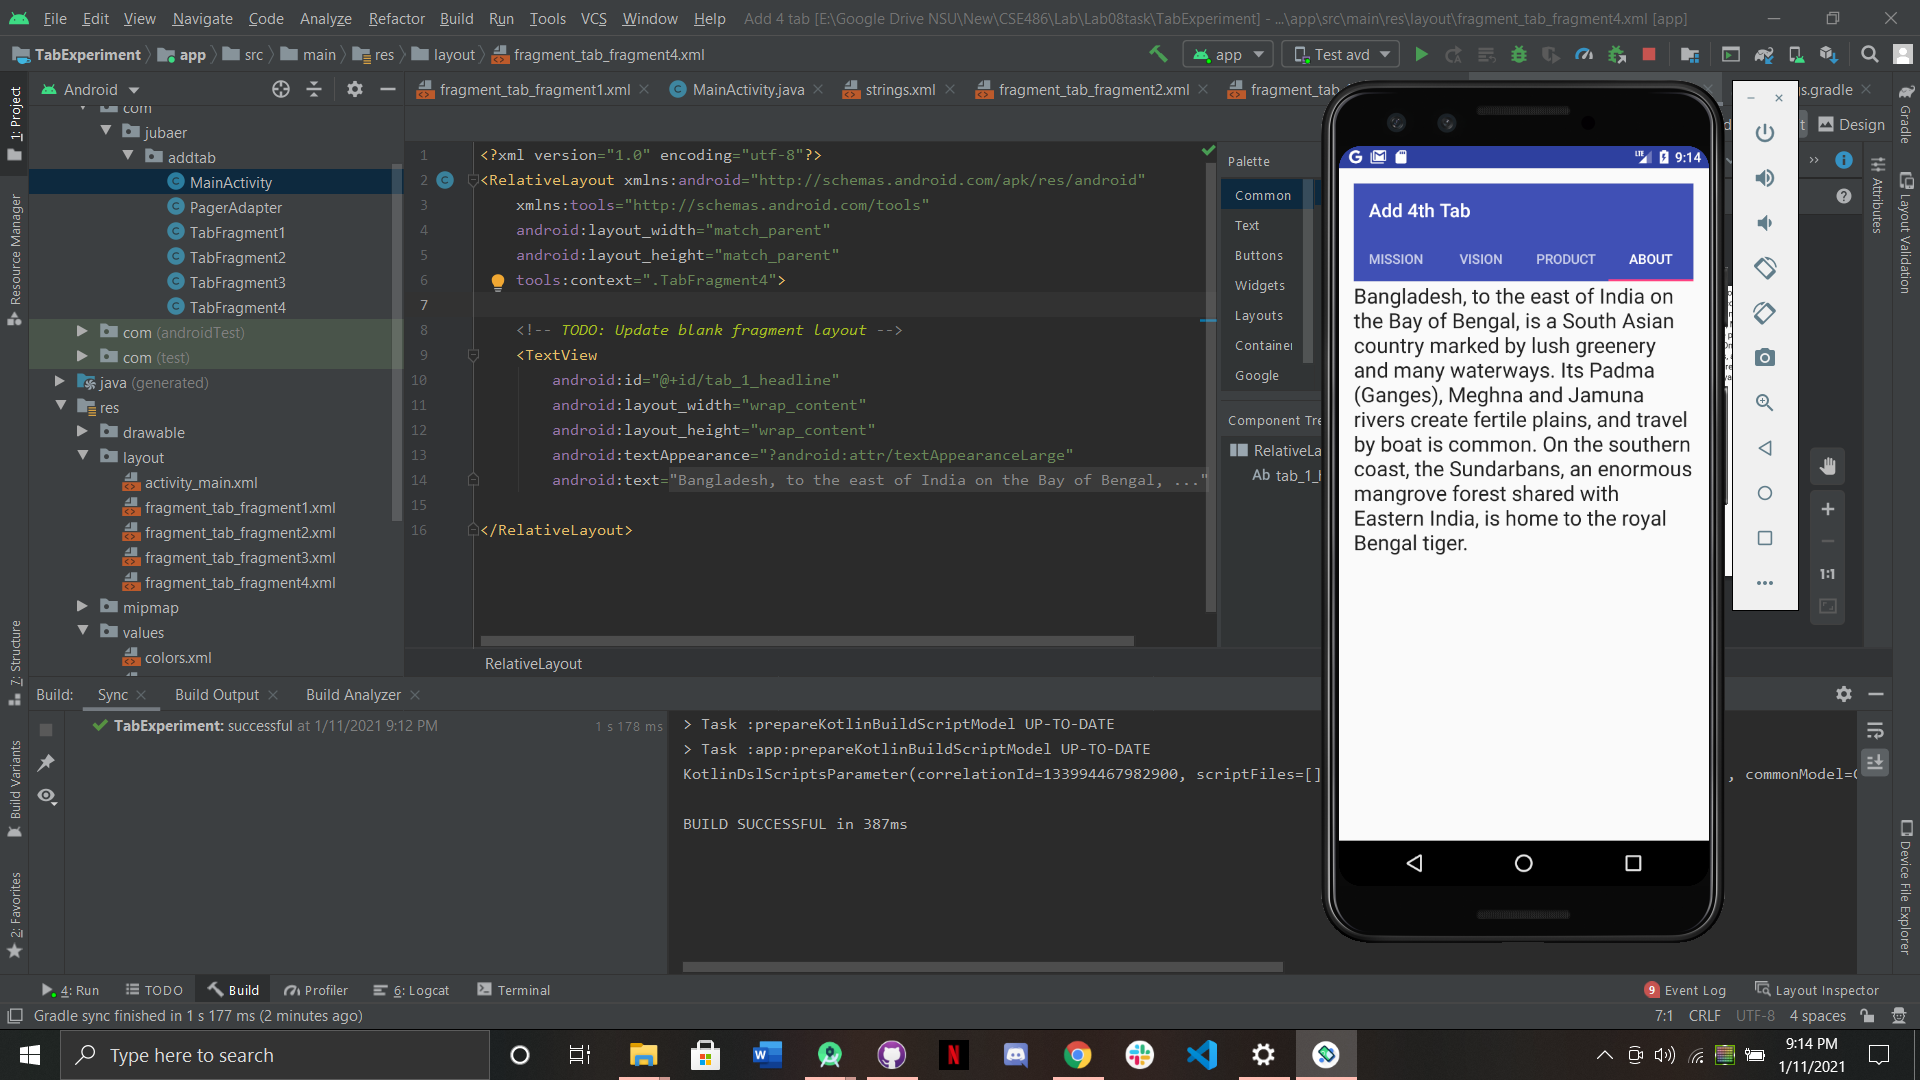 File Edit View Navigate Code Analyze Refactor Build Run Tools VCS Window Help Add 4 tab [E:\Google Drive NSU\New\CSE486\Lab\Lab08task\TabExperiment] - ...\app\src\main\res\layout\fragment_tab_fragment4.xml [app]
TabExperiment app src main res layout fragment_tab_fragment4.xml app Test avd
1: Project
Resource Manager
7: Structure
Build Variants
2: Favorites
Android
com
jubaer
addtab
MainActivity
PagerAdapter
TabFragment1
TabFragment2
TabFragment3
TabFragment4
com (androidTest)
com (test)
java (generated)
res
drawable
layout
activity_main.xml
fragment_tab_fragment1.xml
fragment_tab_fragment2.xml
fragment_tab_fragment3.xml
fragment_tab_fragment4.xml
mipmap
values
colors.xml
fragment_tab_fragment1.xml MainActivity.java strings.xml fragment_tab_fragment2.xml fragment_tab s.gradle
Design
1 <?xml version="1.0" encoding="utf-8"?>
2 <RelativeLayout xmlns:android="http://schemas.android.com/apk/res/android"
3 xmlns:tools="http://schemas.android.com/tools"
4 android:layout_width="match_parent"
5 android:layout_height="match_parent"
6 tools:context=".TabFragment4">
7
8 <!-- TODO: Update blank fragment layout -->
9 <TextView
10 android:id="@+id/tab_1_headline"
11 android:layout_width="wrap_content"
12 android:layout_height="wrap_content"
13 android:textAppearance="?android:attr/textAppearanceLarge"
14 android:text="Bangladesh, to the east of India on the Bay of Bengal, ..."
15
16 </RelativeLayout>
RelativeLayout
Palette
Common
Text
Buttons
Widgets
Layouts
Container
Google
Component Tre
RelativeLa
Ab tab_1_h
9:14
Add 4th Tab
MISSION VISION PRODUCT ABOUT
Bangladesh, to the east of India on
the Bay of Bengal, is a South Asian
country marked by lush greenery
and many waterways. Its Padma
(Ganges), Meghna and Jamuna
rivers create fertile plains, and travel
by boat is common. On the southern
coast, the Sundarbans, an enormous
mangrove forest shared with
Eastern India, is home to the royal
Bengal tiger.
1:1
Attributes
Gradle
Layout Validation
Device File Explorer
Build: Sync Build Output Build Analyzer
TabExperiment: successful at 1/11/2021 9:12 PM 1 s 178 ms
> Task :prepareKotlinBuildScriptModel UP-TO-DATE
> Task :app:prepareKotlinBuildScriptModel UP-TO-DATE
KotlinDslScriptsParameter(correlationId=133994467982900, scriptFiles=[] , commonModel=C
BUILD SUCCESSFUL in 387ms
4: Run TODO Build Profiler 6: Logcat Terminal 9 Event Log Layout Inspector
Gradle sync finished in 1 s 177 ms (2 minutes ago) 7:1 CRLF UTF-8 4 spaces
Type here to search
9:14 PM
1/11/2021